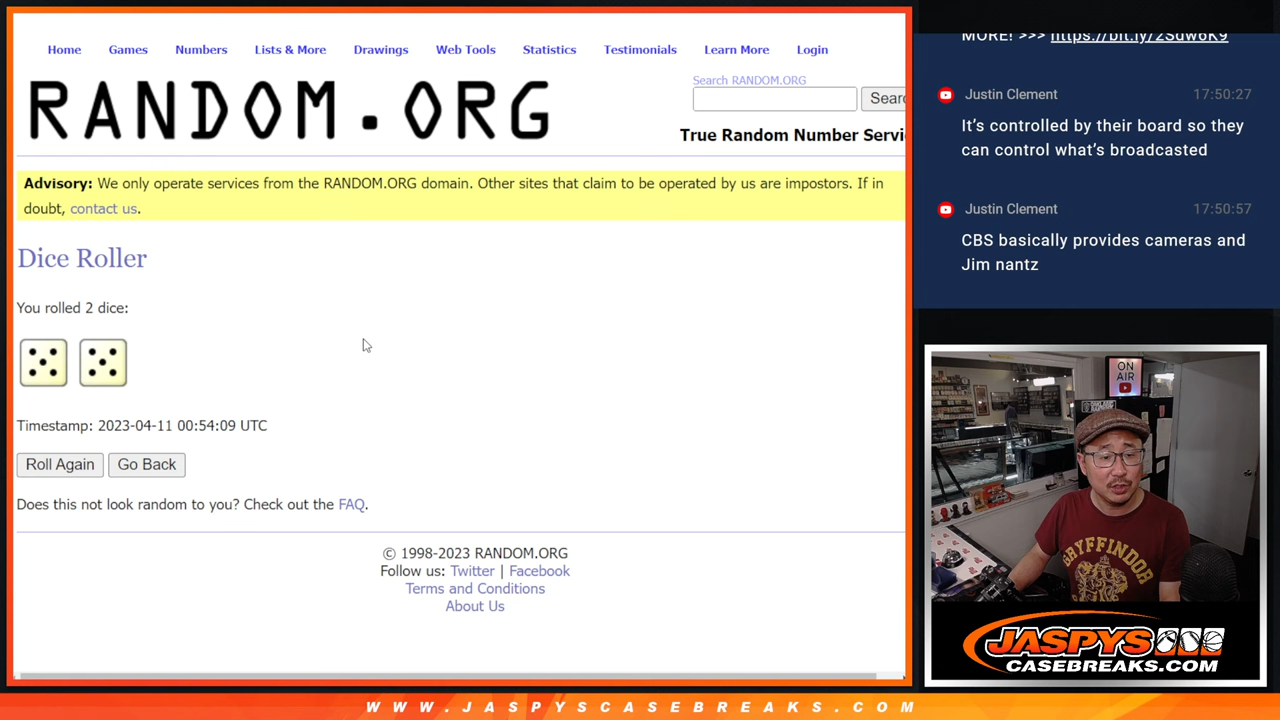 Home Games Numbers Lists & More Drawings Web Tools Statistics Testimonials Learn More Login
RANDOM.ORG
Search RANDOM.ORG
Searc
True Random Number Servi
Advisory: We only operate services from the RANDOM.ORG domain. Other sites that claim to be operated by us are impostors. If in
doubt, contact us.
Dice Roller
You rolled 2 dice:
Timestamp: 2023-04-11 00:54:09 UTC
Roll Again Go Back
Does this not look random to you? Check out the FAQ.
© 1998-2023 RANDOM.ORG
Follow us: Twitter | Facebook
Terms and Conditions
About Us
MORE! >>> https://bit.ly/2Sdw6K9
Justin Clement 17:50:27
It’s controlled by their board so they
can control what’s broadcasted
Justin Clement 17:50:57
CBS basically provides cameras and
Jim nantz
ON
AIR
GRYFFINDOR
JASPYS
CASEBREAKS.COM
WWW.JASPYSCASEBREAKS.COM